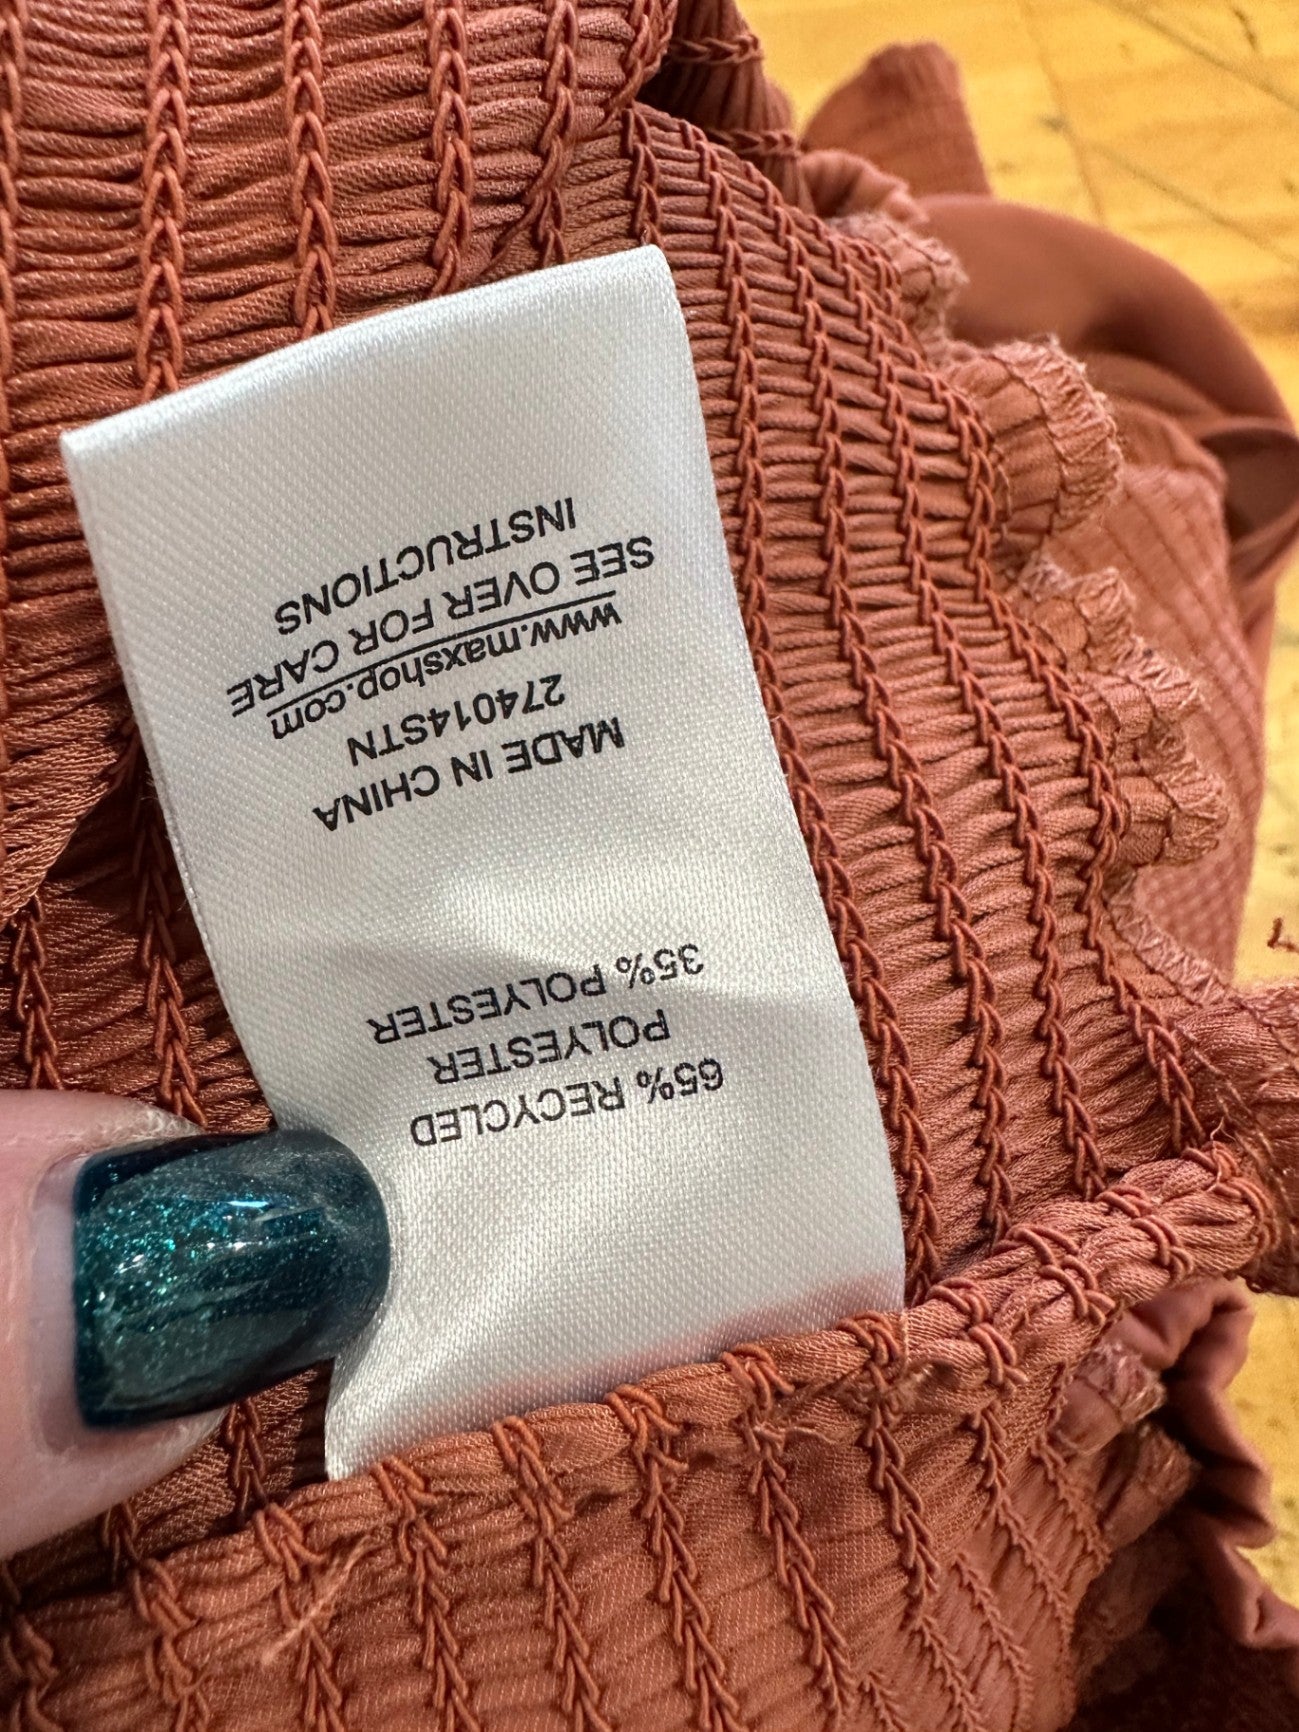 65% RECYCLED
POLYESTER
35% POLYESTER
MADE IN CHINA
274014STN
www.maxshop.com
SEE OVER FOR CARE
INSTRUCTIONS